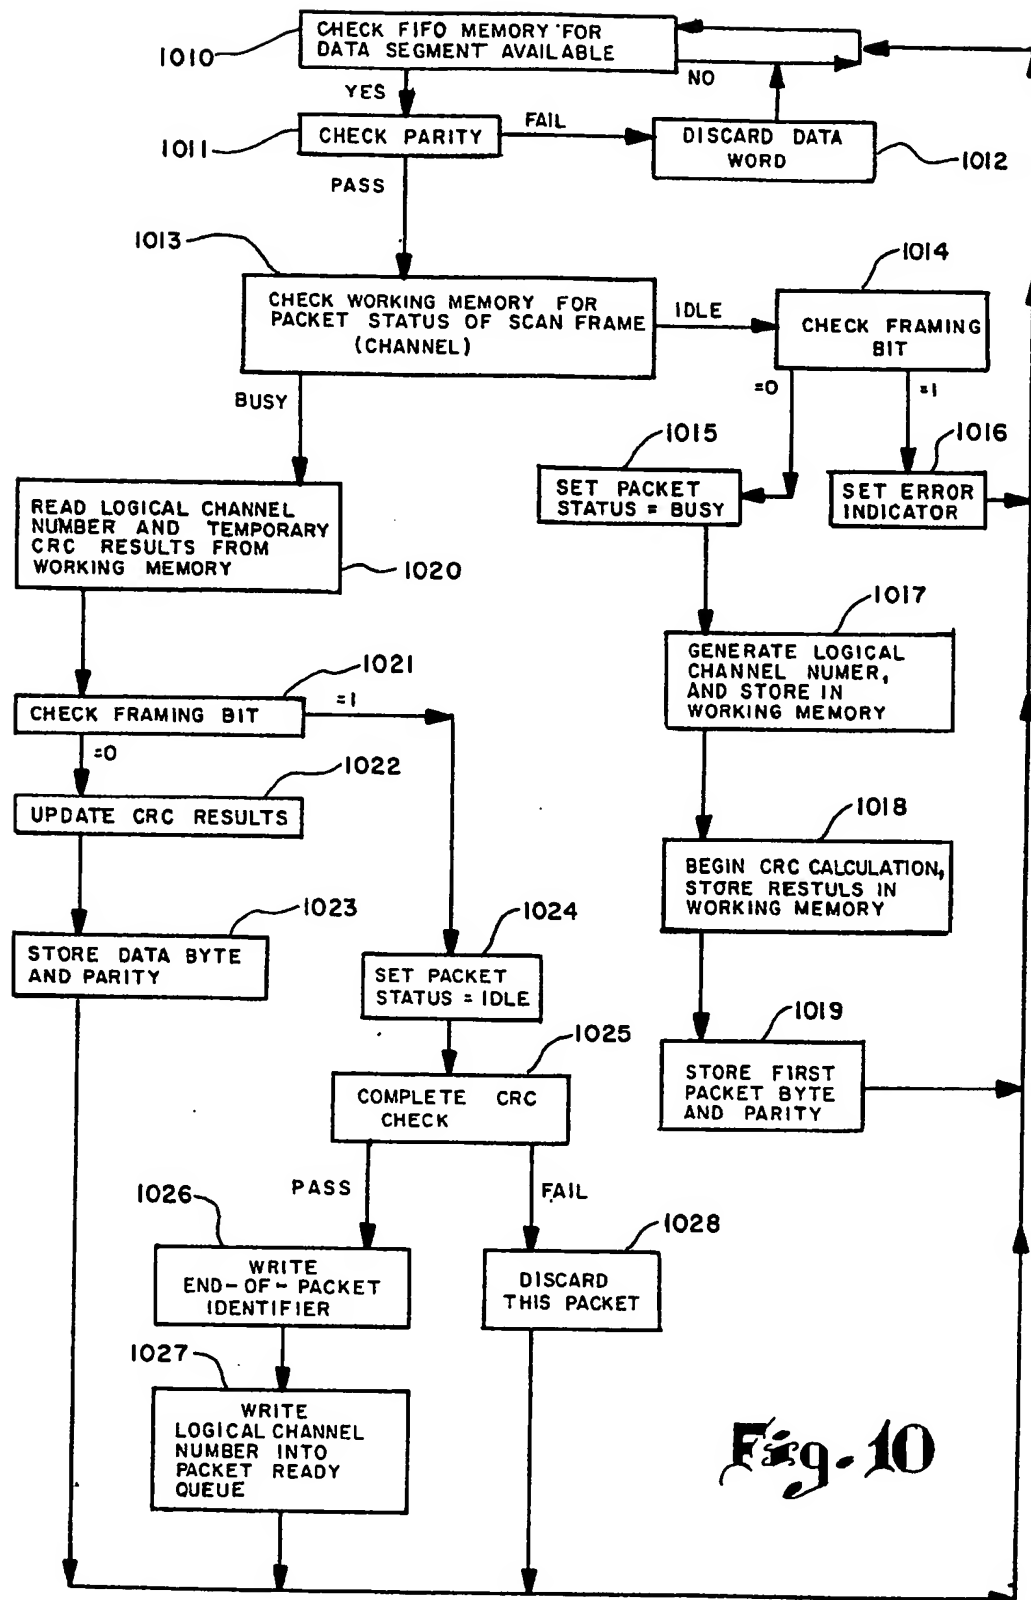 CHECK FIFO MEMORY FOR
DATA SEGMENT AVAILABLE
1010
NO
YES
CHECK PARITY
1011
FAIL
DISCARD DATA
WORD
1012
PASS
1013
CHECK WORKING MEMORY FOR
PACKET STATUS OF SCAN FRAME
(CHANNEL)
IDLE
1014
CHECK FRAMING
BIT
=0
=1
BUSY
1015
SET PACKET
STATUS = BUSY
1016
SET ERROR
INDICATOR
READ LOGICAL CHANNEL
NUMBER AND TEMPORARY
CRC RESULTS FROM
WORKING MEMORY
1020
1017
GENERATE LOGICAL
CHANNEL NUMER,
AND STORE IN
WORKING MEMORY
1021
CHECK FRAMING BIT
=1
=0
1022
UPDATE CRC RESULTS
1018
BEGIN CRC CALCULATION,
STORE RESTULS IN
WORKING MEMORY
1023
STORE DATA BYTE
AND PARITY
1024
SET PACKET
STATUS = IDLE
1019
STORE FIRST
PACKET BYTE
AND PARITY
1025
COMPLETE CRC
CHECK
PASS
FAIL
1026
WRITE
END-OF-PACKET
IDENTIFIER
1028
DISCARD
THIS PACKET
1027
WRITE
LOGICAL CHANNEL
NUMBER INTO
PACKET READY
QUEUE
Fig. 10